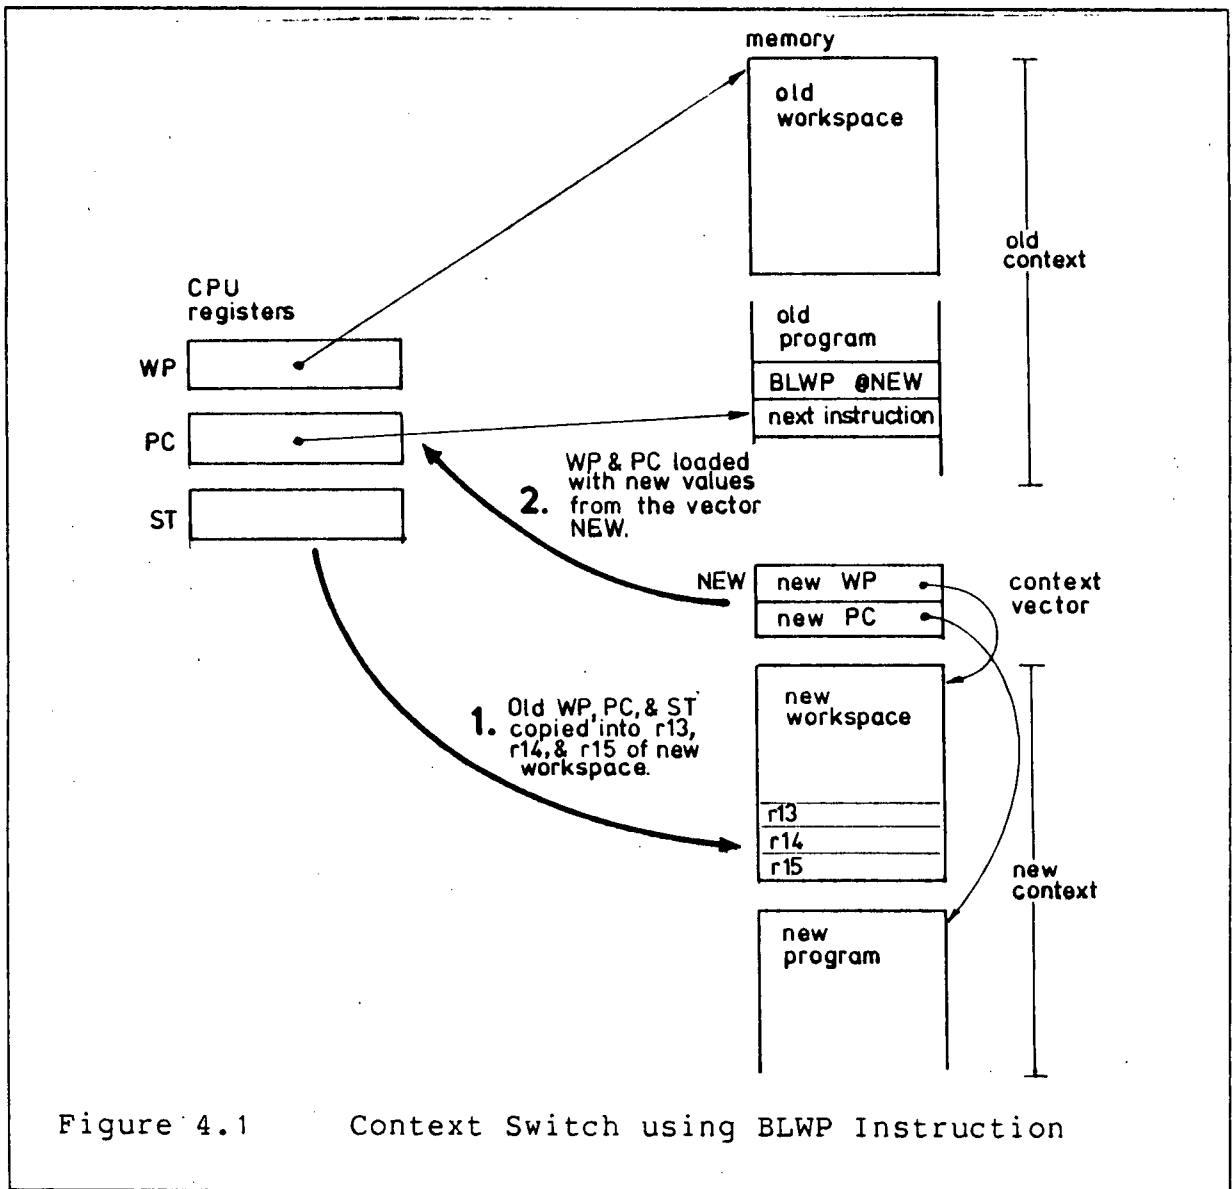 memory
old
workspace
old
context
CPU
registers
WP
PC
ST
old
program
BLWP @NEW
next instruction
2. WP & PC loaded
with new values
from the vector
NEW.
NEW
new WP
new PC
context
vector
1. Old WP, PC, & ST
copied into r13,
r14, & r15 of new
workspace.
new
workspace
r13
r14
r15
new
context
new
program
Figure 4.1 Context Switch using BLWP Instruction